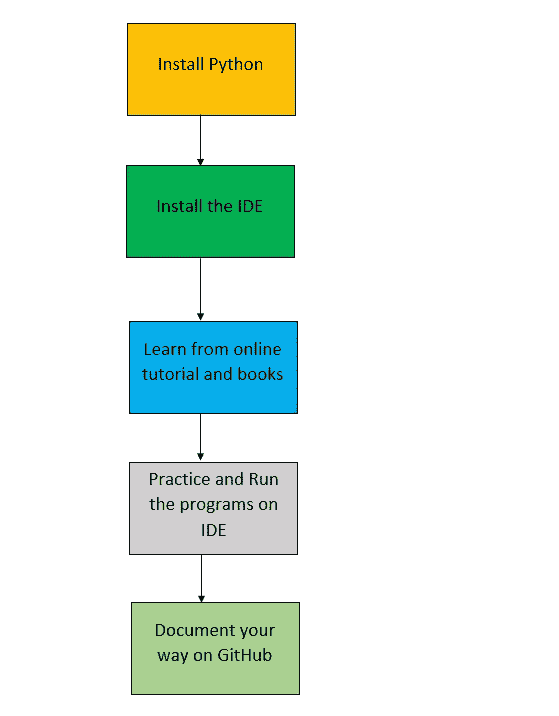 Install Python
Install the IDE
Learn from online
tutorial and books
Practice and Run
the programs on
IDE
Document your
way on GitHub